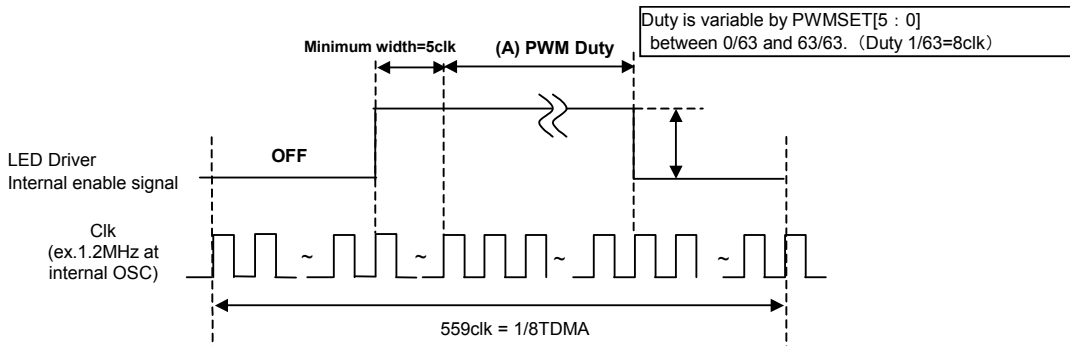 Duty is variable by PWMSET[5 : 0]
between 0/63 and 63/63. (Duty 1/63=8clk)
Minimum width=5clk
(A) PWM Duty
OFF
LED Driver
Internal enable signal
Clk
(ex.1.2MHz at
internal OSC)
~
~
~
~
559clk = 1/8TDMA